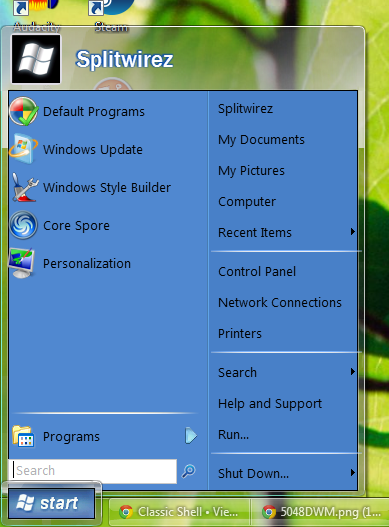 Audacity
Steam
Splitwirez
Default Programs
Windows Update
Windows Style Builder
Core Spore
Personalization
Programs
Search
Splitwirez
My Documents
My Pictures
Computer
Recent Items
Control Panel
Network Connections
Printers
Search
Help and Support
Run...
Shut Down...
start
Classic Shell • Vie...
5048DWM.png (1...